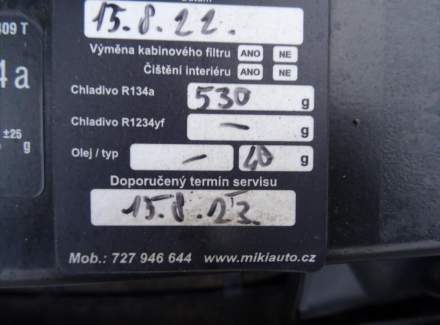 15.8.22.
409 T
Výměna kabinového filtru ANO NE
Čištění interiéru ANO NE
4a
Chladivo R134a 530 g
Chladivo R1234yf – g
±25
g
Olej / typ – 40 g
Doporučený termín servisu
15.8.23.
Mob.: 727 946 644 www.mikiauto.cz